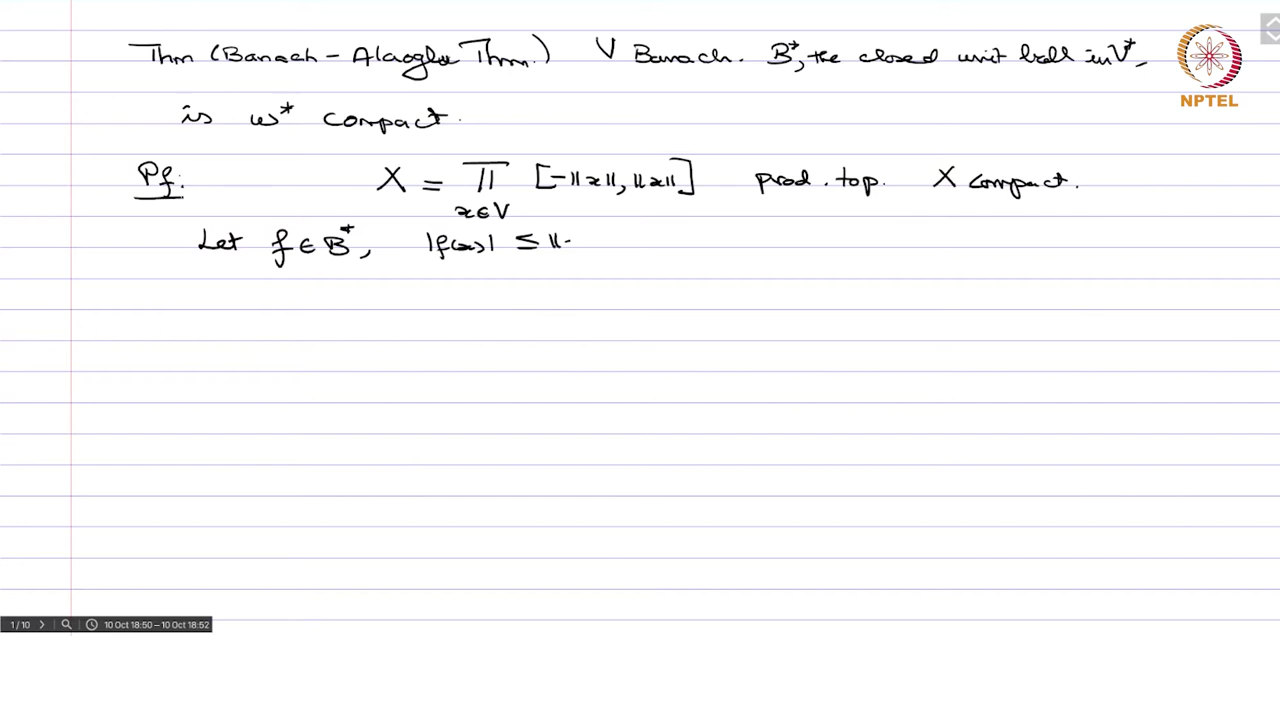 Thm (Banach-Alaoglu Thm.) V Banach. B*, the closed unit ball in V*,
is w* compact.
Pf: X = Π [-||x||, ||x||] prod. top. X compact.
x∈V
Let f ∈ B*, |f(x)| ≤ ||
NPTEL
1/10 10 Oct 18:50 – 10 Oct 18:52